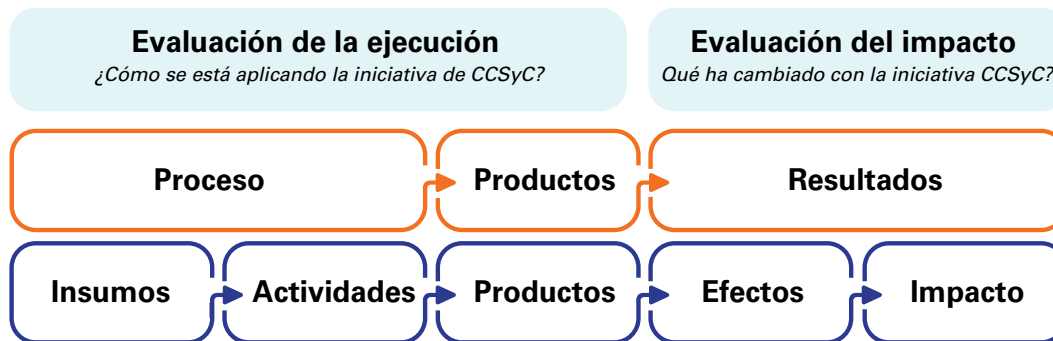 Evaluación de la ejecución
¿Cómo se está aplicando la iniciativa de CCSyC?
Evaluación del impacto
Qué ha cambiado con la iniciativa CCSyC?
Proceso
Productos
Resultados
Insumos
Actividades
Productos
Efectos
Impacto